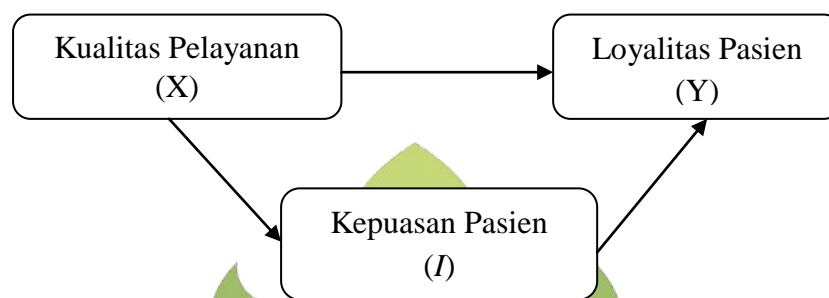 Kualitas Pelayanan
(X)
Loyalitas Pasien
(Y)
Kepuasan Pasien
(I)